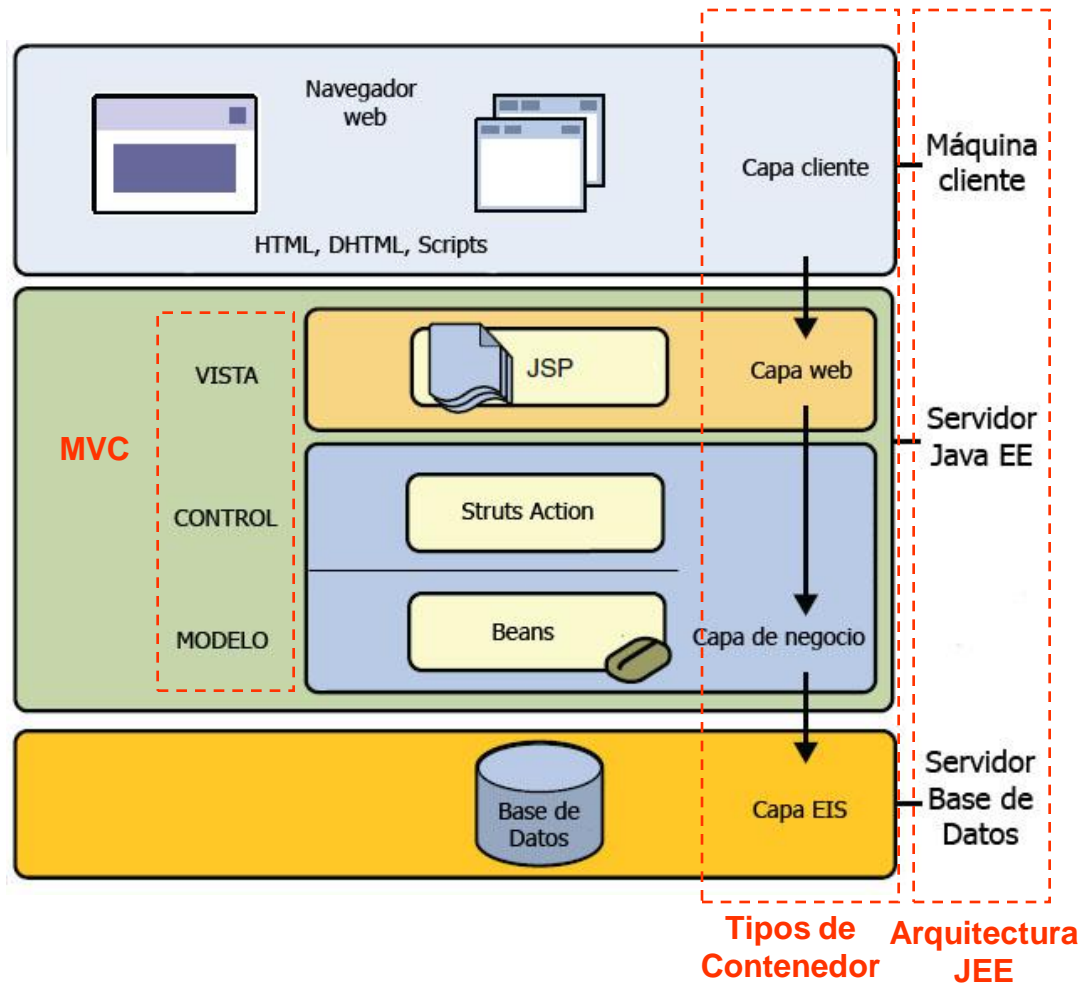 Navegador
web
Capa cliente
Máquina
cliente
HTML, DHTML, Scripts
VISTA
JSP
Capa web
MVC
Servidor
Java EE
CONTROL
Struts Action
MODELO
Beans
Capa de negocio
Base de
Datos
Capa EIS
Servidor
Base de
Datos
Tipos de
Contenedor
Arquitectura
JEE